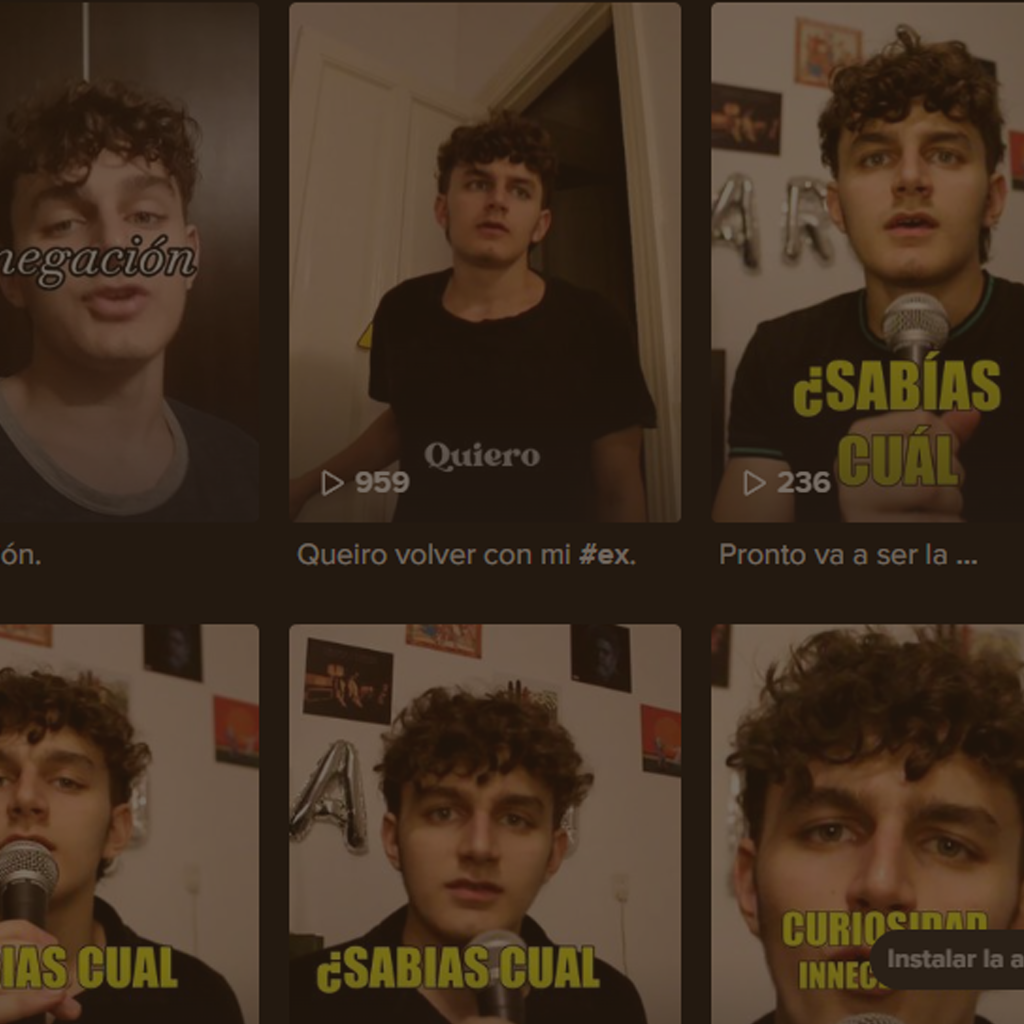 negación
Quiero
959
¿SABÍAS
CUÁL
236
ón.
Queiro volver con mi #ex.
Pronto va a ser la ...
A R
A
IAS CUAL
¿SABIAS CUAL
CURIOSIDAD
INNEC
Instalar la a